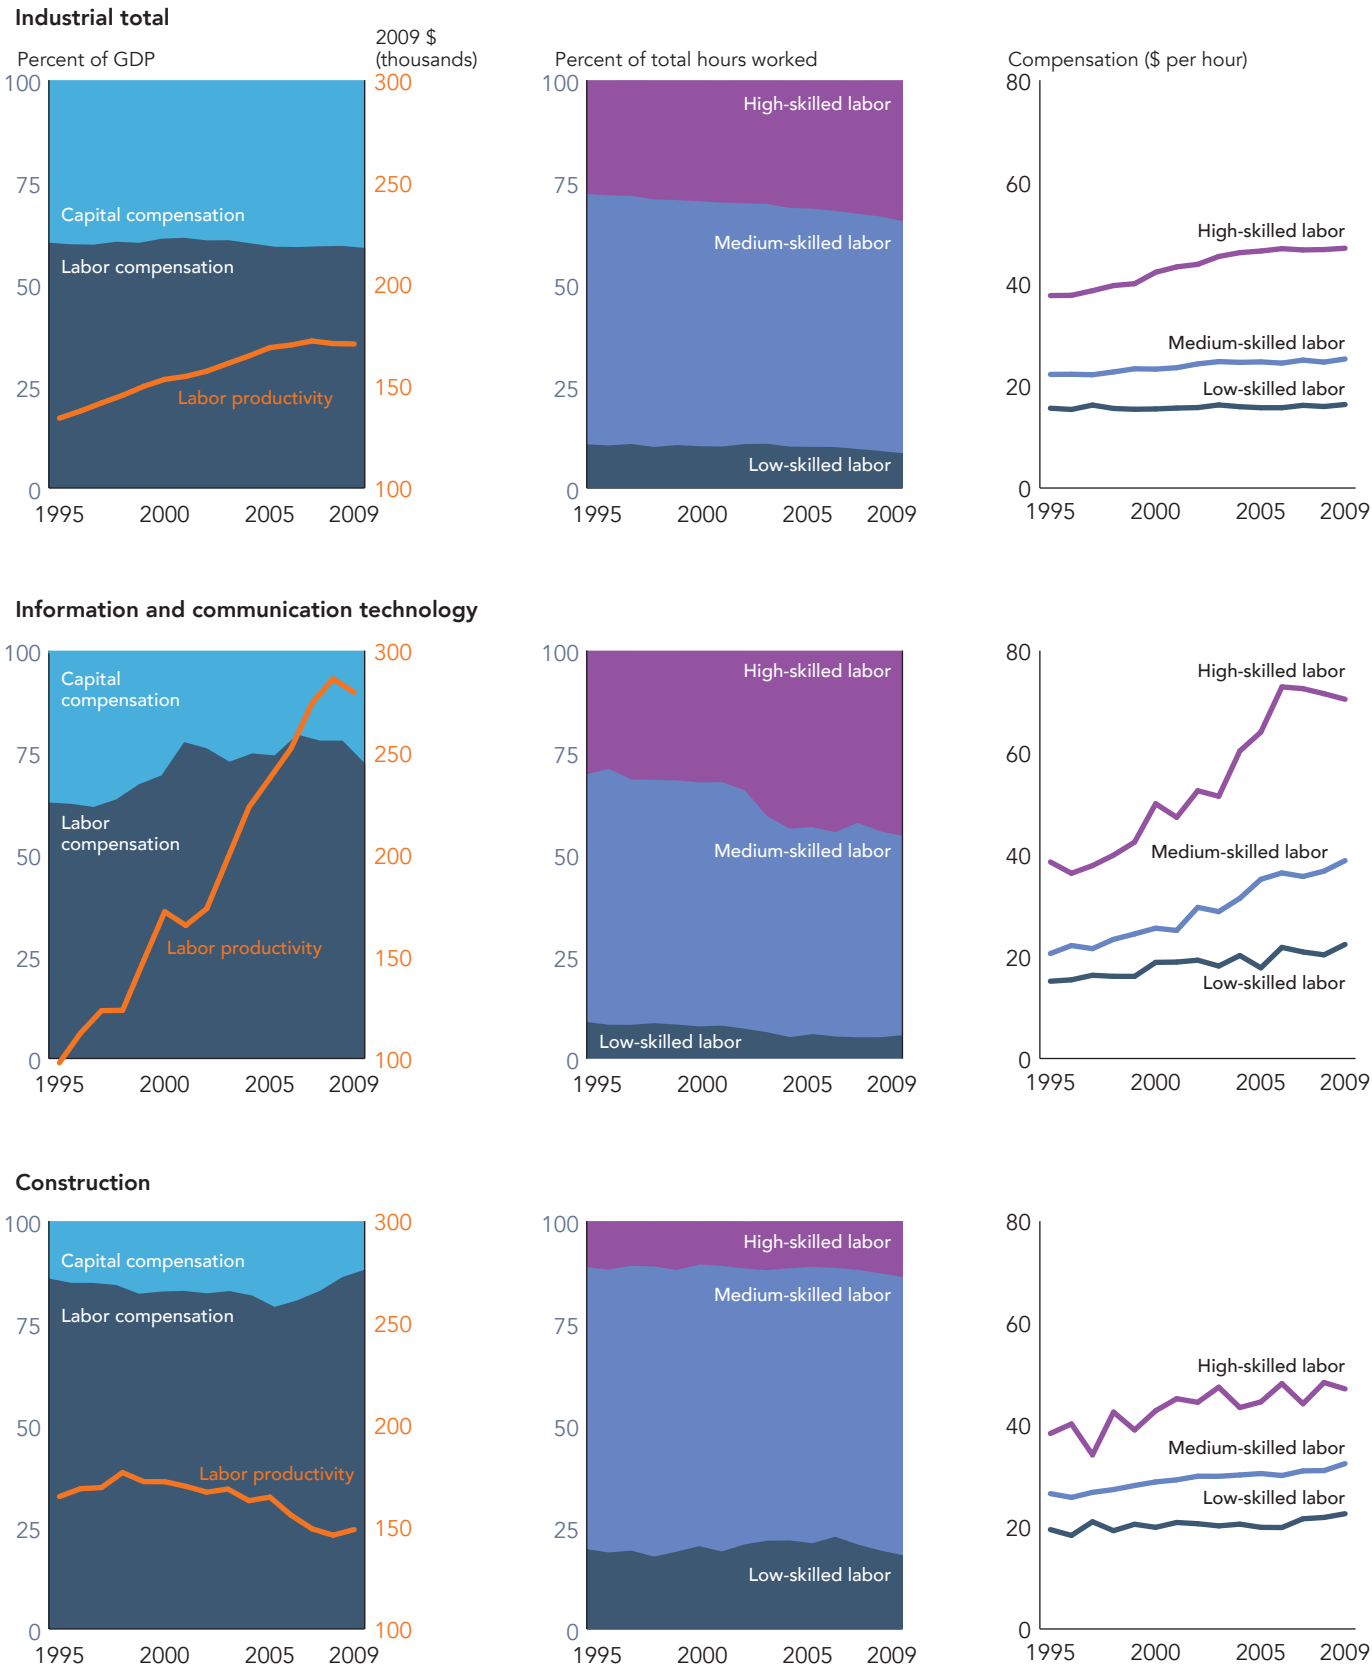 Industrial total
Percent of GDP
2009 $
(thousands)
100
75
50
25
0
300
250
200
150
100
Capital compensation
Labor compensation
Labor productivity
1995 2000 2005 2009
Percent of total hours worked
100
75
50
25
0
High-skilled labor
Medium-skilled labor
Low-skilled labor
1995 2000 2005 2009
Compensation ($ per hour)
80
60
40
20
0
High-skilled labor
Medium-skilled labor
Low-skilled labor
1995 2000 2005 2009
Information and communication technology
100
75
50
25
0
300
250
200
150
100
Capital
compensation
Labor
compensation
Labor productivity
1995 2000 2005 2009
100
75
50
25
0
High-skilled labor
Medium-skilled labor
Low-skilled labor
1995 2000 2005 2009
80
60
40
20
0
High-skilled labor
Medium-skilled labor
Low-skilled labor
1995 2000 2005 2009
Construction
100
75
50
25
0
300
250
200
150
100
Capital compensation
Labor compensation
Labor productivity
1995 2000 2005 2009
100
75
50
25
0
High-skilled labor
Medium-skilled labor
Low-skilled labor
1995 2000 2005 2009
80
60
40
20
0
High-skilled labor
Medium-skilled labor
Low-skilled labor
1995 2000 2005 2009